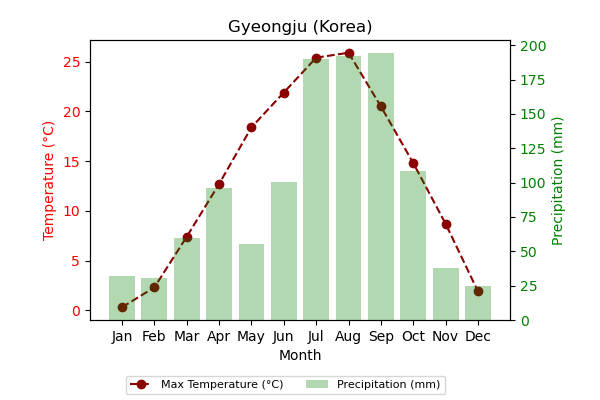 Gyeongju (Korea)
Temperature (°C)
25
20
15
10
5
0
200
175
150
125
100
75
50
25
0
Precipitation (mm)
Jan Feb Mar Apr May Jun Jul Aug Sep Oct Nov Dec
Month
Max Temperature (°C) Precipitation (mm)